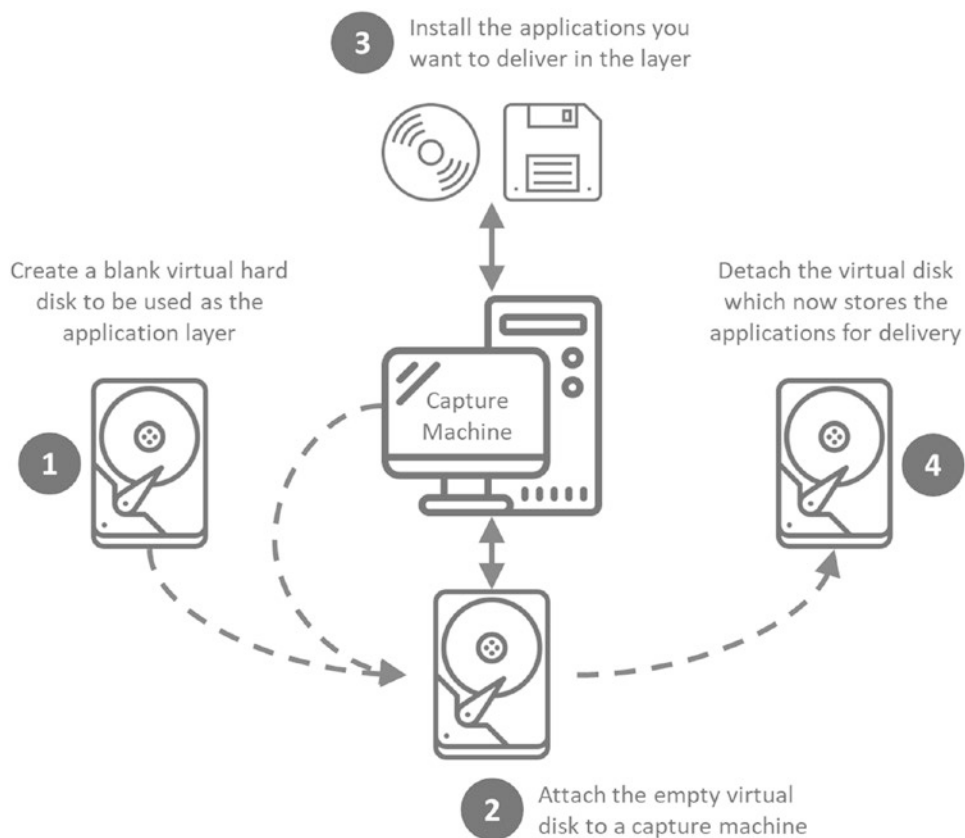 3
Install the applications you
want to deliver in the layer
Create a blank virtual hard
disk to be used as the
application layer
1
Capture
Machine
Detach the virtual disk
which now stores the
applications for delivery
4
2
Attach the empty virtual
disk to a capture machine